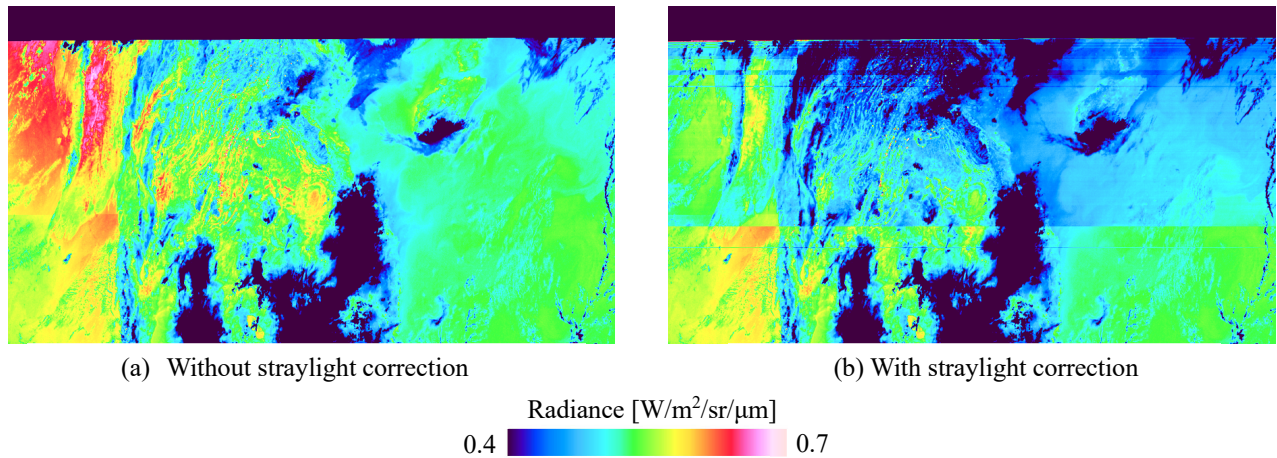 (a) Without straylight correction
(b) With straylight correction
Radiance [W/m²/sr/μm]
0.4 0.7